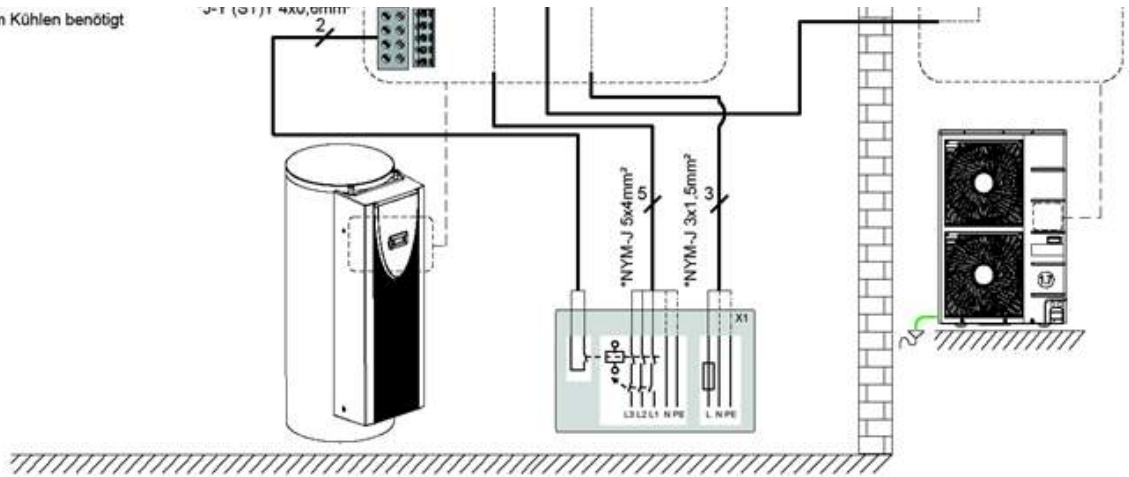 m Kühlen benötigt
*J-Y (ST)Y 4x0,6mm²
2
*NYM-J 5x4mm²
5
*NYM-J 3x1,5mm²
3
X1
L3 L2 L1 N PE
L N PE
17